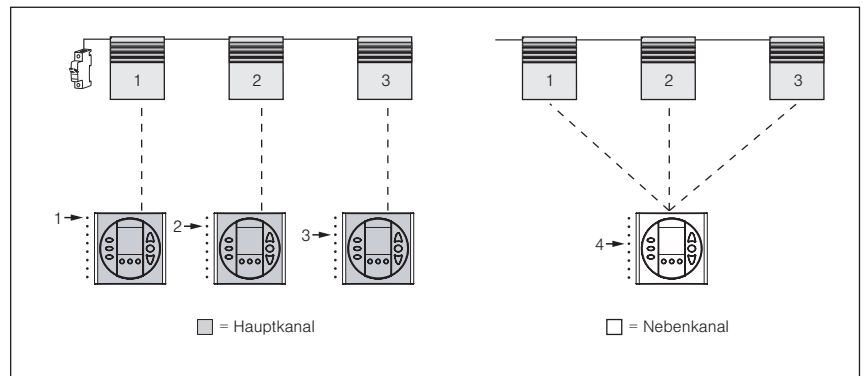 1 2 3
1 2 3
1
2
3
4
= Hauptkanal
= Nebenkanal